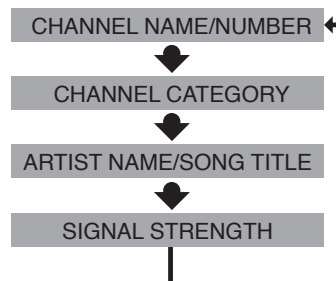 CHANNEL NAME/NUMBER
CHANNEL CATEGORY
ARTIST NAME/SONG TITLE
SIGNAL STRENGTH